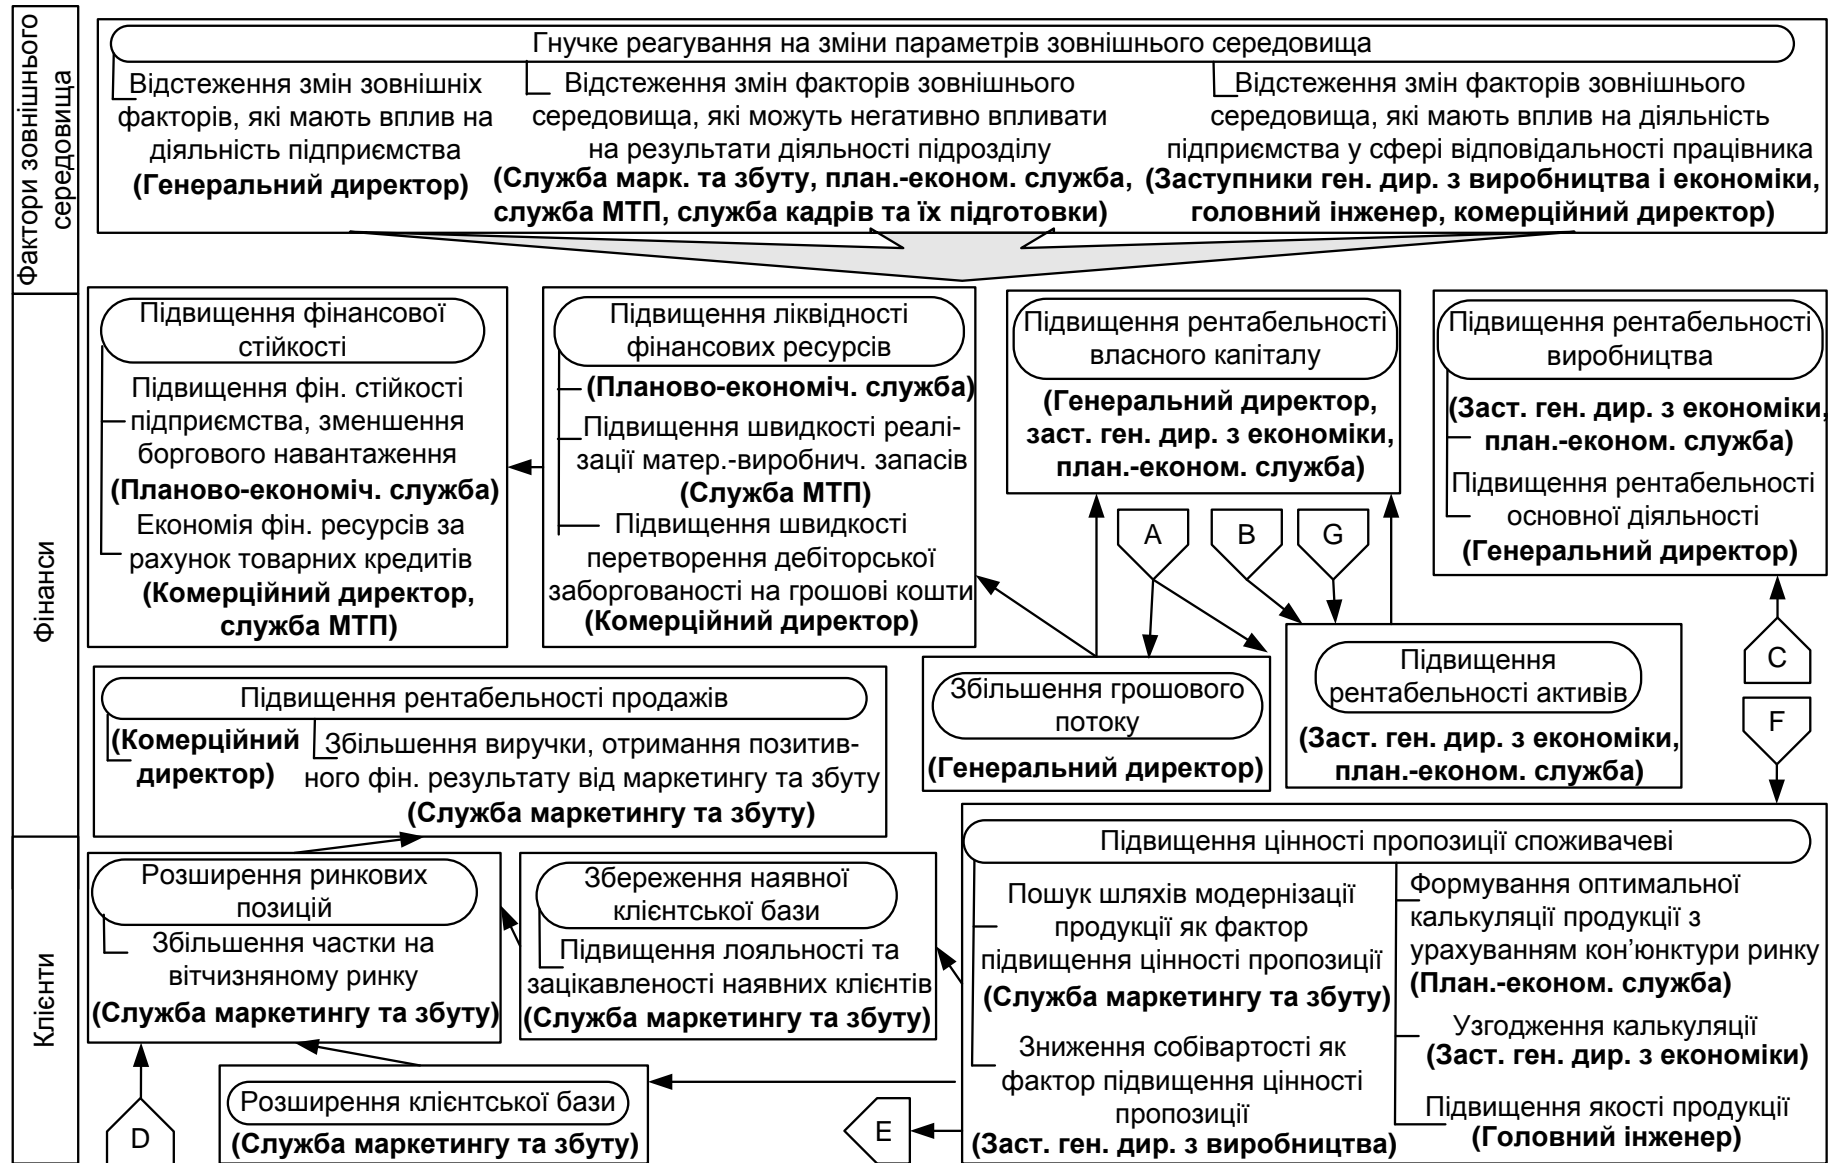 Фактори зовнішнього
середовища
Гнучке реагування на зміни параметрів зовнішнього середовища
Відстеження змін зовнішніх
факторів, які мають вплив на
діяльність підприємства
(Генеральний директор)
Відстеження змін факторів зовнішнього
середовища, які можуть негативно впливати
на результати діяльності підрозділу
(Служба марк. та збуту, план.-економ. служба,
служба МТП, служба кадрів та їх підготовки)
Відстеження змін факторів зовнішнього
середовища, які мають вплив на діяльність
підприємства у сфері відповідальності працівника
(Заступники ген. дир. з виробництва і економіки,
головний інженер, комерційний директор)
Фінанси
Підвищення фінансової
стійкості
Підвищення фін. стійкості
підприємства, зменшення
боргового навантаження
(Планово-економіч. служба)
Економія фін. ресурсів за
рахунок товарних кредитів
(Комерційний директор,
служба МТП)
Підвищення ліквідності
фінансових ресурсів
(Планово-економіч. служба)
Підвищення швидкості реалі-
зації матер.-виробнич. запасів
(Служба МТП)
Підвищення швидкості
перетворення дебіторської
заборгованості на грошові кошти
(Комерційний директор)
Підвищення рентабельності
власного капіталу
(Генеральний директор,
заст. ген. дир. з економіки,
план.-економ. служба)
Підвищення рентабельності
виробництва
(Заст. ген. дир. з економіки,
план.-економ. служба)
Підвищення рентабельності
основної діяльності
(Генеральний директор)
A
B
G
C
F
Збільшення грошового
потоку
(Генеральний директор)
Підвищення
рентабельності активів
(Заст. ген. дир. з економіки,
план.-економ. служба)
Підвищення рентабельності продажів
(Комерційний
директор)
Збільшення виручки, отримання позитив-
ного фін. результату від маркетингу та збуту
(Служба маркетингу та збуту)
Клієнти
Розширення ринкових
позицій
Збільшення частки на
вітчизняному ринку
(Служба маркетингу та збуту)
Збереження наявної
клієнтської бази
Підвищення лояльності та
зацікавленості наявних клієнтів
(Служба маркетингу та збуту)
Підвищення цінності пропозиції споживачеві
Пошук шляхів модернізації
продукції як фактор
підвищення цінності пропозиції
(Служба маркетингу та збуту)
Зниження собівартості як
фактор підвищення цінності
пропозиції
(Заст. ген. дир. з виробництва)
Формування оптимальної
калькуляції продукції з
урахуванням кон’юнктури ринку
(План.-економ. служба)
Узгодження калькуляції
(Заст. ген. дир. з економіки)
Підвищення якості продукції
(Головний інженер)
D
Розширення клієнтської бази
(Служба маркетингу та збуту)
E